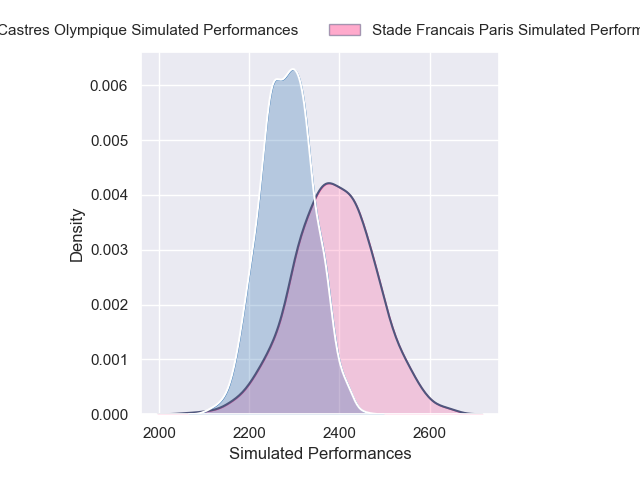 Castres Olympique Simulated Performances Stade Francais Paris Simulated
0.006
0.005
0.004
0.003
0.002
0.001
0.000
Density
2000 2200 2400 2600
Simulated Performances